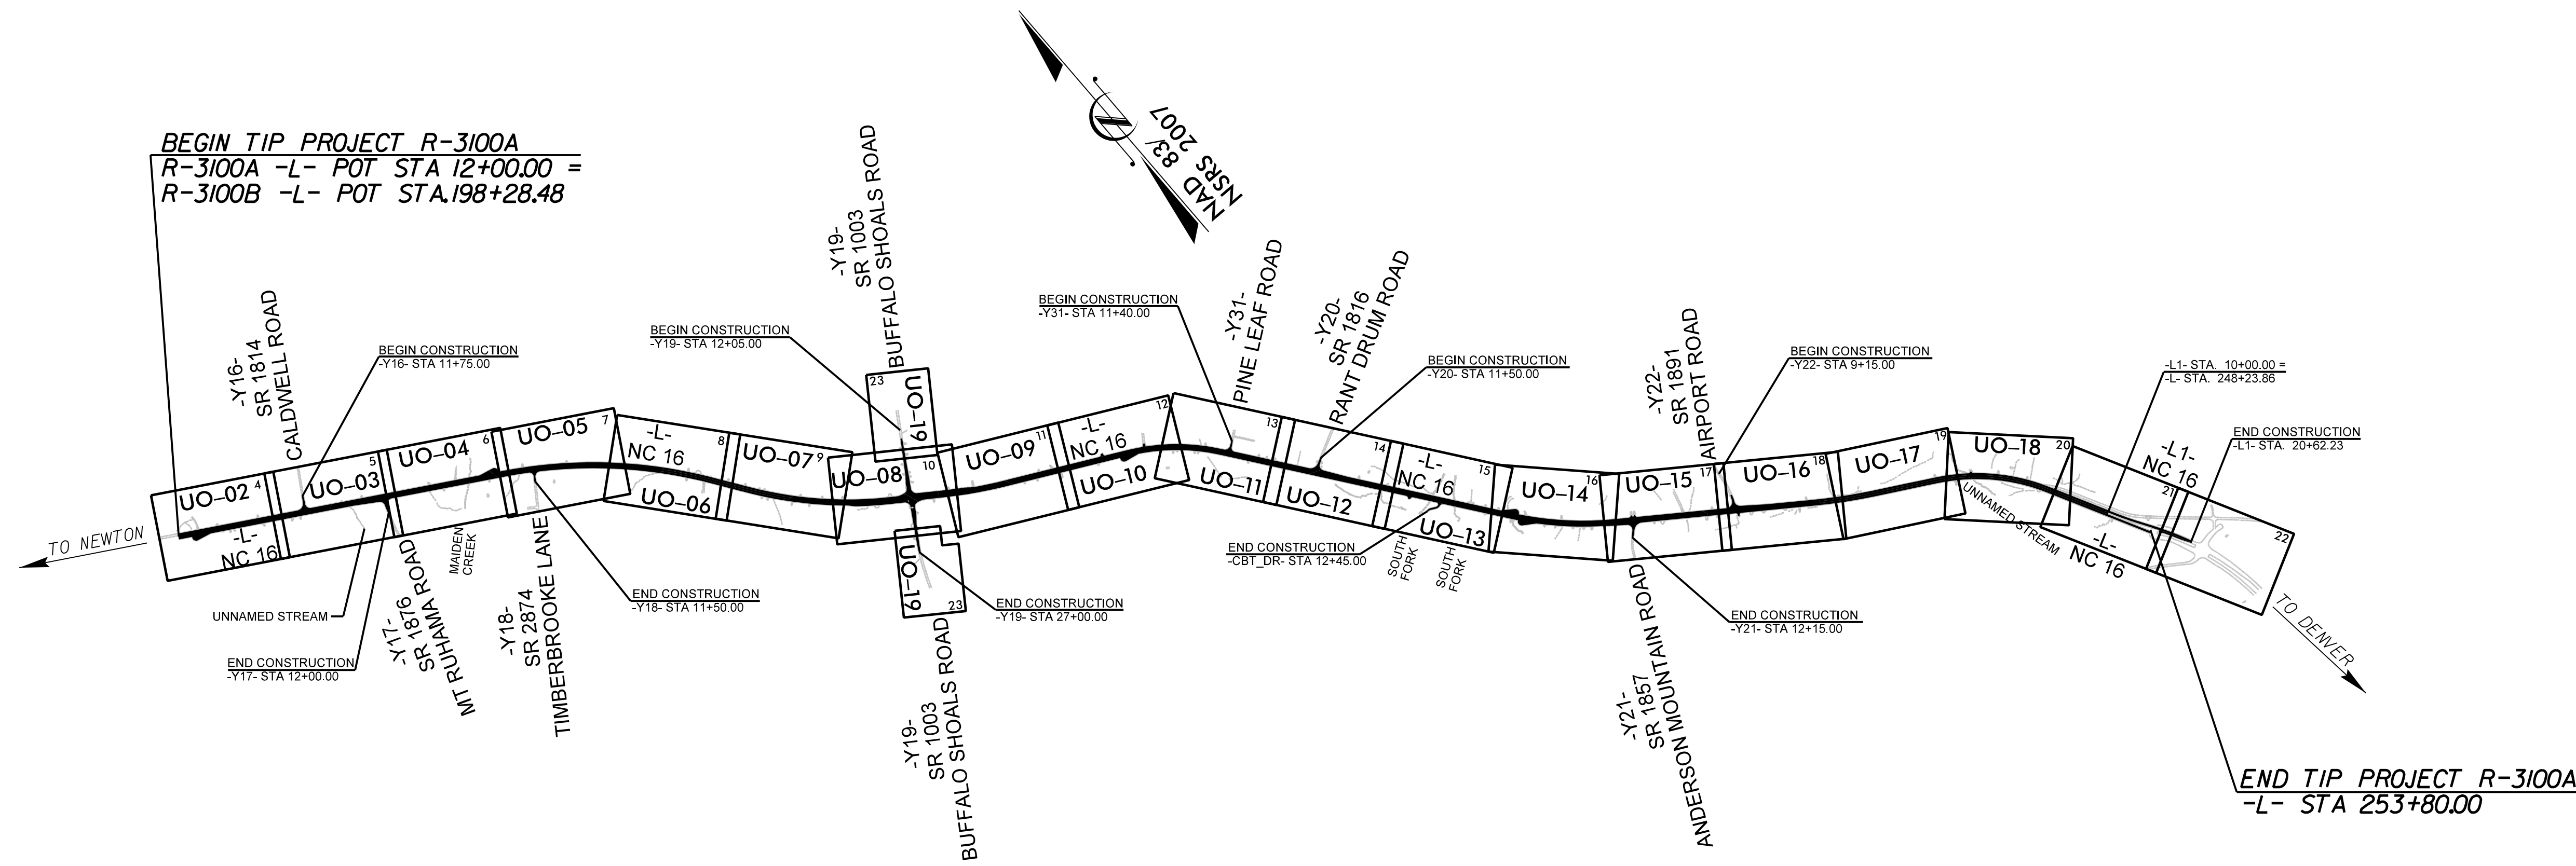 BEGIN TIP PROJECT R-3100A
R-3100A -L- POT STA 12+00.00 =
R-3100B -L- POT STA.198+28.48
NAD 83/
NSRS 2007
TO NEWTON
-Y16-
SR 1814
CALDWELL ROAD
BEGIN CONSTRUCTION
-Y16- STA 11+75.00
BEGIN CONSTRUCTION
-Y19- STA 12+05.00
-Y19-
SR 1003
BUFFALO SHOALS ROAD
BEGIN CONSTRUCTION
-Y31- STA 11+40.00
-Y31-
PINE LEAF ROAD
-Y20-
SR 1816
RANT DRUM ROAD
BEGIN CONSTRUCTION
-Y20- STA 11+50.00
-Y22-
SR 1891
AIRPORT ROAD
BEGIN CONSTRUCTION
-Y22- STA 9+15.00
-L1- STA. 10+00.00 =
-L- STA. 248+23.86
END CONSTRUCTION
-L1- STA. 20+62.23
UO-02
4
-L-
NC 16
UO-03
5
UO-04
6
UO-05
7
-L-
NC 16
8
UO-06
UO-07
9
UO-08
10
23
UO-19
UO-19
23
UO-09
11
-L-
NC 16
12
UO-10
13
UO-11
14
UO-12
-L-
NC 16
15
UO-13
UO-14
16
UO-15
17
UO-16
18
UO-17
19
UO-18
20
-L-
NC 16
21
-L1-
NC 16
22
UNNAMED STREAM
END CONSTRUCTION
-Y17- STA 12+00.00
-Y17-
SR 1876
MT RUHAMA ROAD
MAIDEN
CREEK
-Y18-
SR 2874
TIMBERBROOKE LANE
END CONSTRUCTION
-Y18- STA 11+50.00
-Y19-
SR 1003
BUFFALO SHOALS ROAD
END CONSTRUCTION
-Y19- STA 27+00.00
END CONSTRUCTION
-CBT_DR- STA 12+45.00
SOUTH
FORK
SOUTH
FORK
-Y21-
SR 1857
ANDERSON MOUNTAIN ROAD
END CONSTRUCTION
-Y21- STA 12+15.00
UNNAMED STREAM
TO DENVER
END TIP PROJECT R-3100A
-L- STA 253+80.00